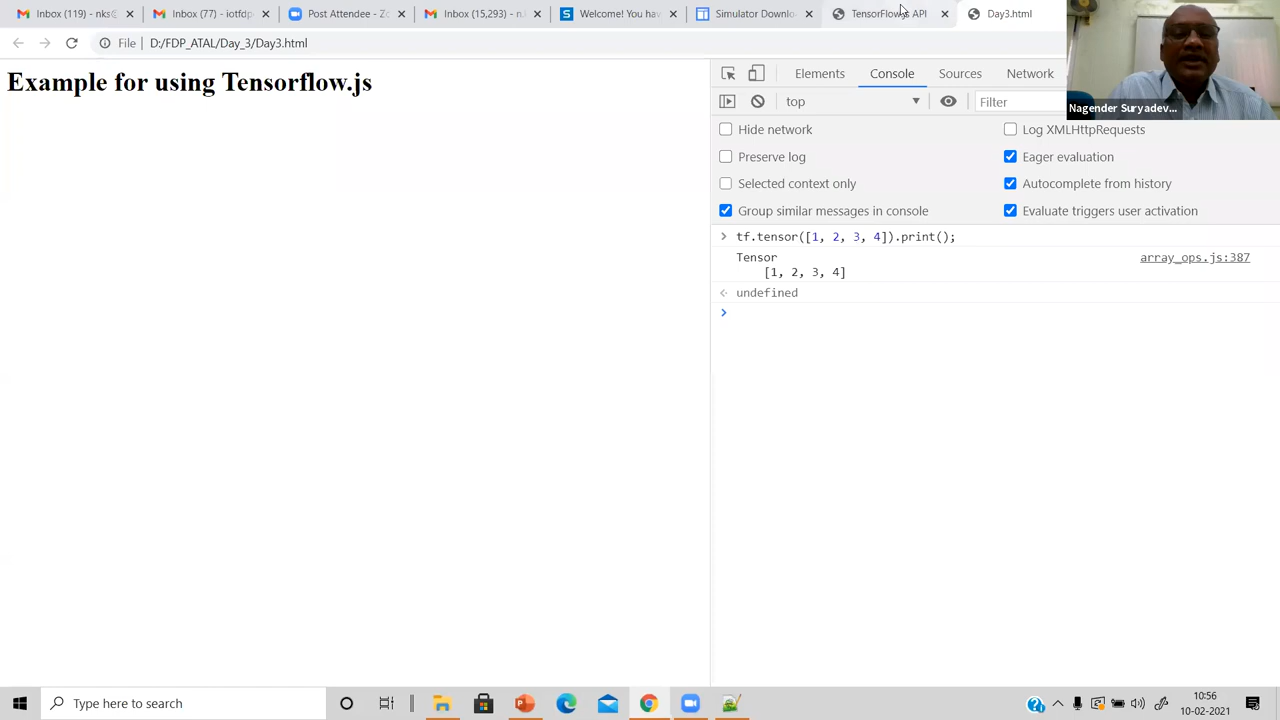 Inbox (119) - nks@
Inbox (77) - iotfdp-
Post Attendee - Zo
Inbox (15,293) -
Welcome! You hav
Simulator Downlo
TensorFlow.js API
Day3.html
File
D:/FDP_ATAL/Day_3/Day3.html
Example for using Tensorflow.js
Elements
Console
Sources
Network
top
Filter
Hide network
Log XMLHttpRequests
Preserve log
Eager evaluation
Selected context only
Autocomplete from history
Group similar messages in console
Evaluate triggers user activation
tf.tensor([1, 2, 3, 4]).print();
Tensor
array_ops.js:387
[1, 2, 3, 4]
undefined
Nagender Suryadev...
Type here to search
10:56
10-02-2021